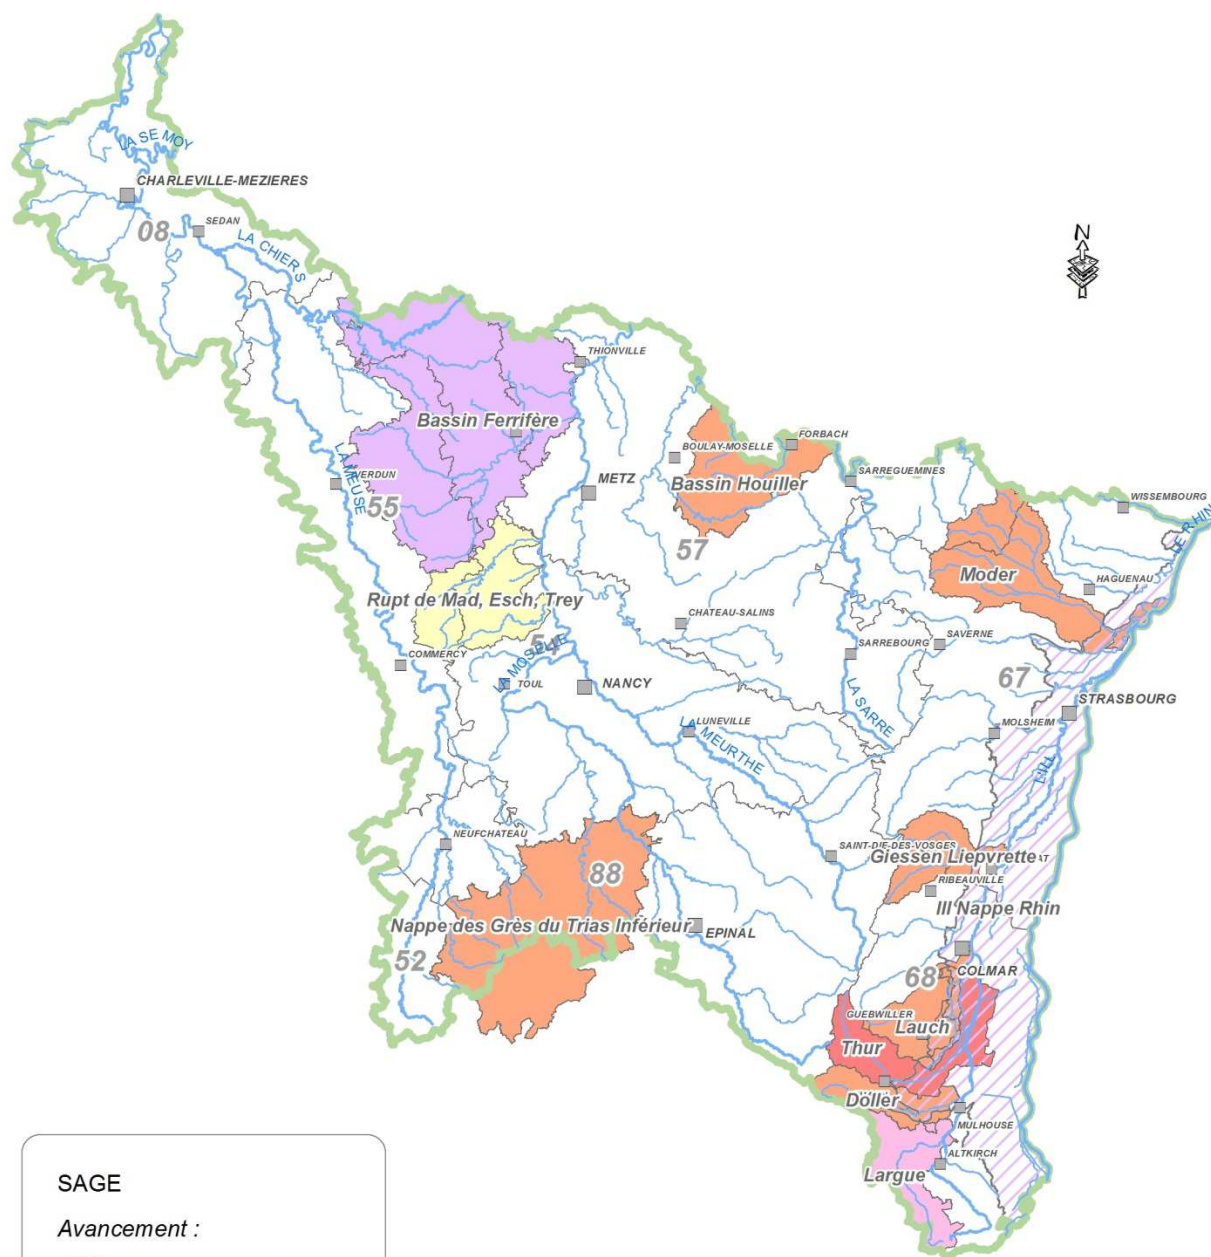 LA SEMOY
CHARLEVILLE-MEZIERES
08
SEDAN
LA CHIERS
N
THIONVILLE
Bassin Ferrifère
BOULAY-MOSELLE
FORBACH
LA MEUSE
VERDUN
55
METZ
Bassin Houiller
SARREGUEMINES
WISSEMBOURG
LE RHIN
57
Moder
HAGUENAU
Rupt de Mad, Esch, Trey
54
CHATEAU-SALINS
COMMERCY
LA MOSELLE
TOUL
NANCY
SARREBOURG
SAVERNE
67
LA SARRE
STRASBOURG
LUNEVILLE
LA MEURTHE
MOLSHEIM
L'ILL
NEUFCHATEAU
88
SAINT-DIE-DES-VOSGES
Giessen Liepvrette
AT
RIBEAUVILLE
III Nappe Rhin
Nappe des Grès du Trias Inférieur
EPINAL
52
68
COLMAR
GUEBWILLER
Lauch
Thur
Doller
MULHOUSE
ALTKIRCH
Largue
SAGE
Avancement :